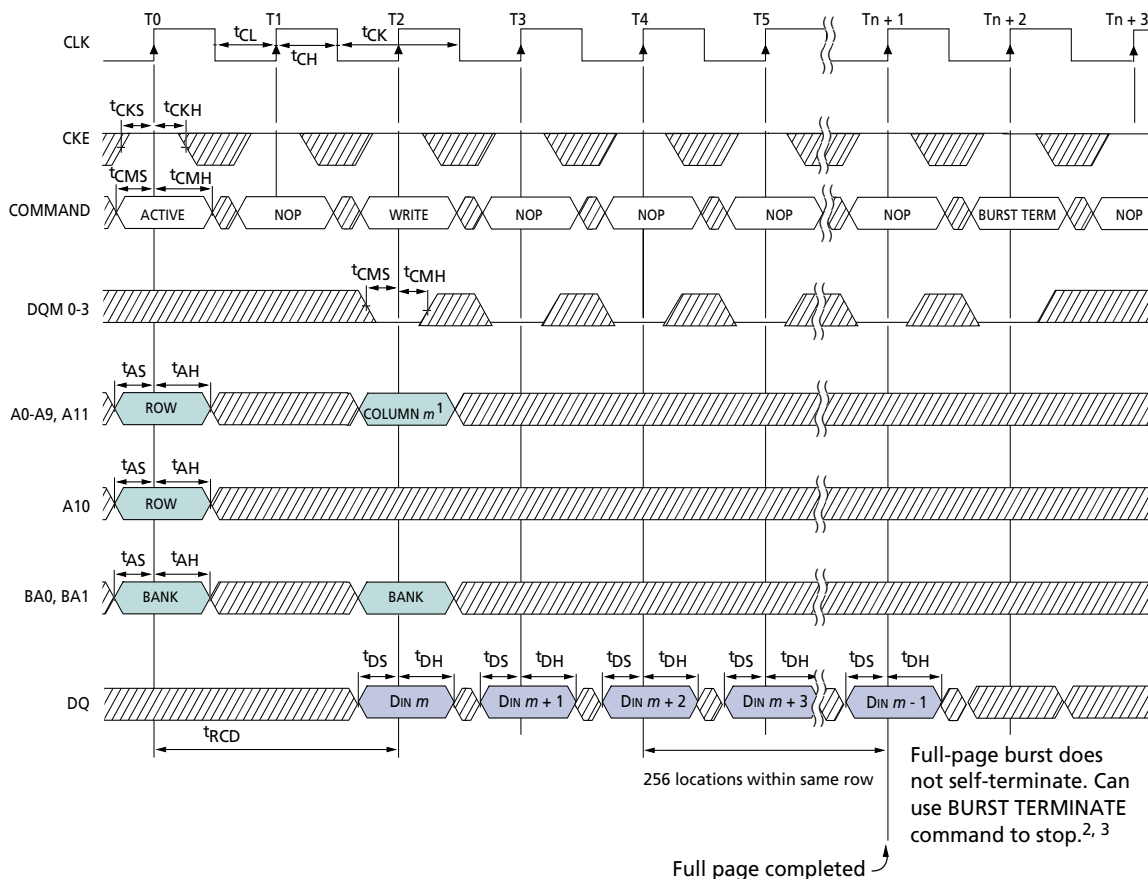 T0 T1 T2 T3 T4 T5 Tn + 1 Tn + 2 Tn + 3
CLK tCL tCK
tCH
tCKS tCKH
CKE
tCMS tCMH
COMMAND ACTIVE NOP WRITE NOP NOP NOP NOP BURST TERM NOP
tCMS tCMH
DQM 0-3
tAS tAH
A0-A9, A11 ROW COLUMN m1
tAS tAH
A10 ROW
tAS tAH
BA0, BA1 BANK BANK
tDS tDH tDS tDH tDS tDH tDS tDH tDS tDH
DQ DIN m DIN m + 1 DIN m + 2 DIN m + 3 DIN m - 1
tRCD
256 locations within same row
Full-page burst does
not self-terminate. Can
use BURST TERMINATE
command to stop.2, 3
Full page completed